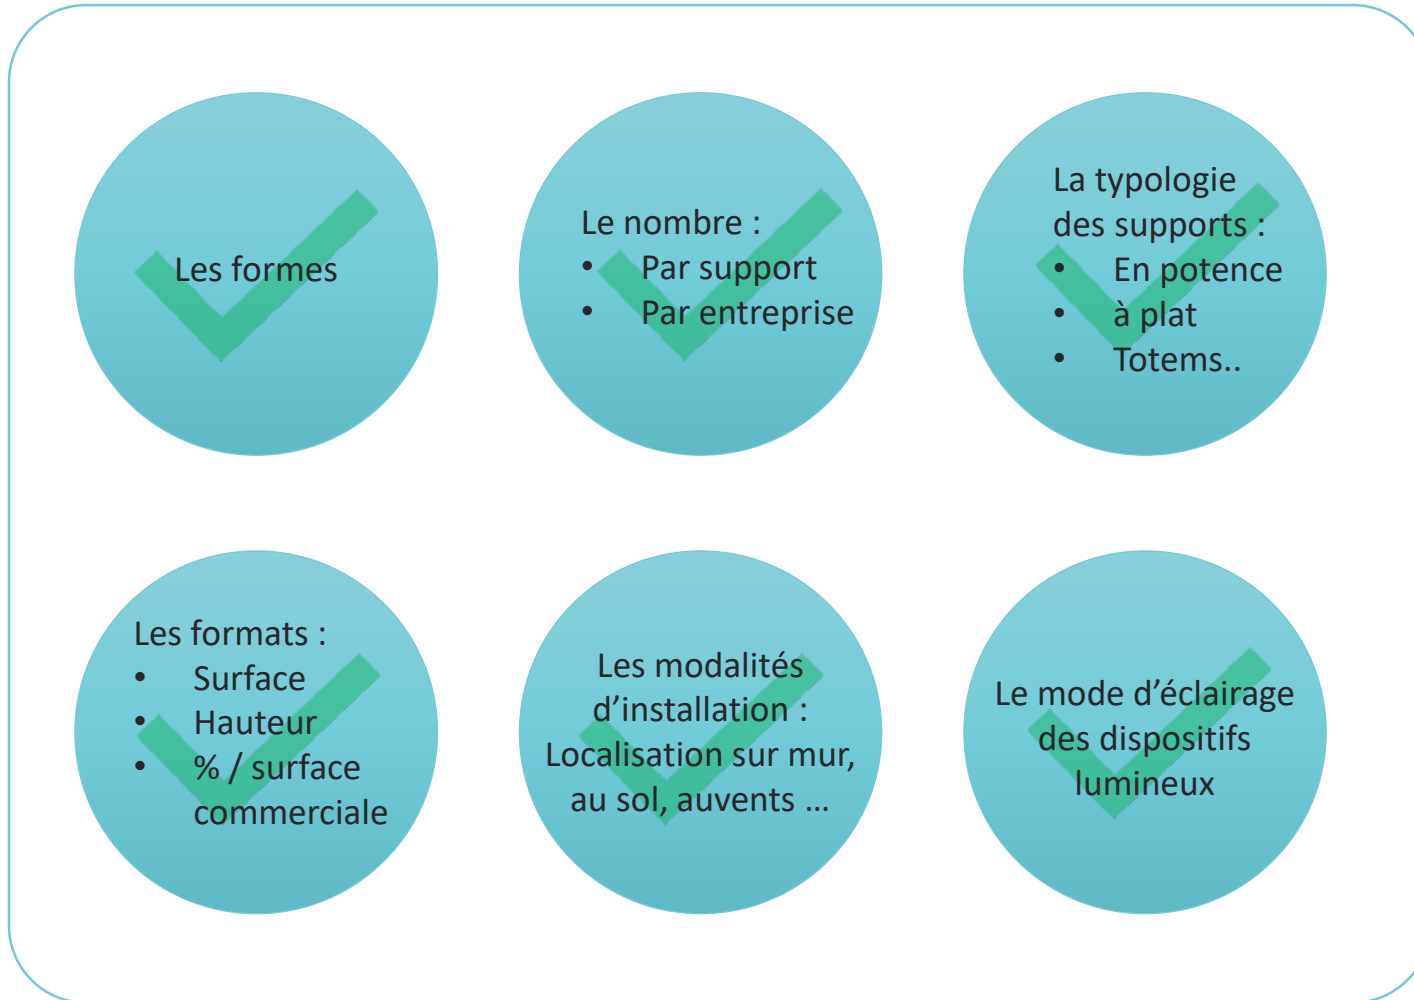 Les formes
Le nombre :
• Par support
• Par entreprise
La typologie
des supports :
• En potence
• à plat
• Totems..
Les formats :
• Surface
• Hauteur
• % / surface
commerciale
Les modalités
d’installation :
Localisation sur mur,
au sol, auvents ...
Le mode d’éclairage
des dispositifs
lumineux